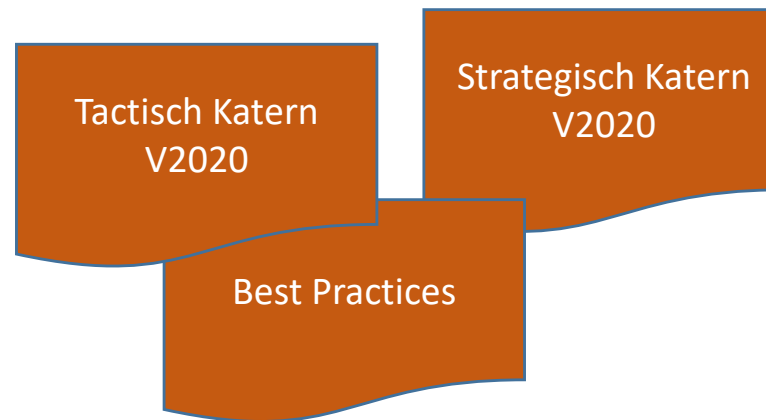 Tactisch Katern
V2020
Strategisch Katern
V2020
Best Practices